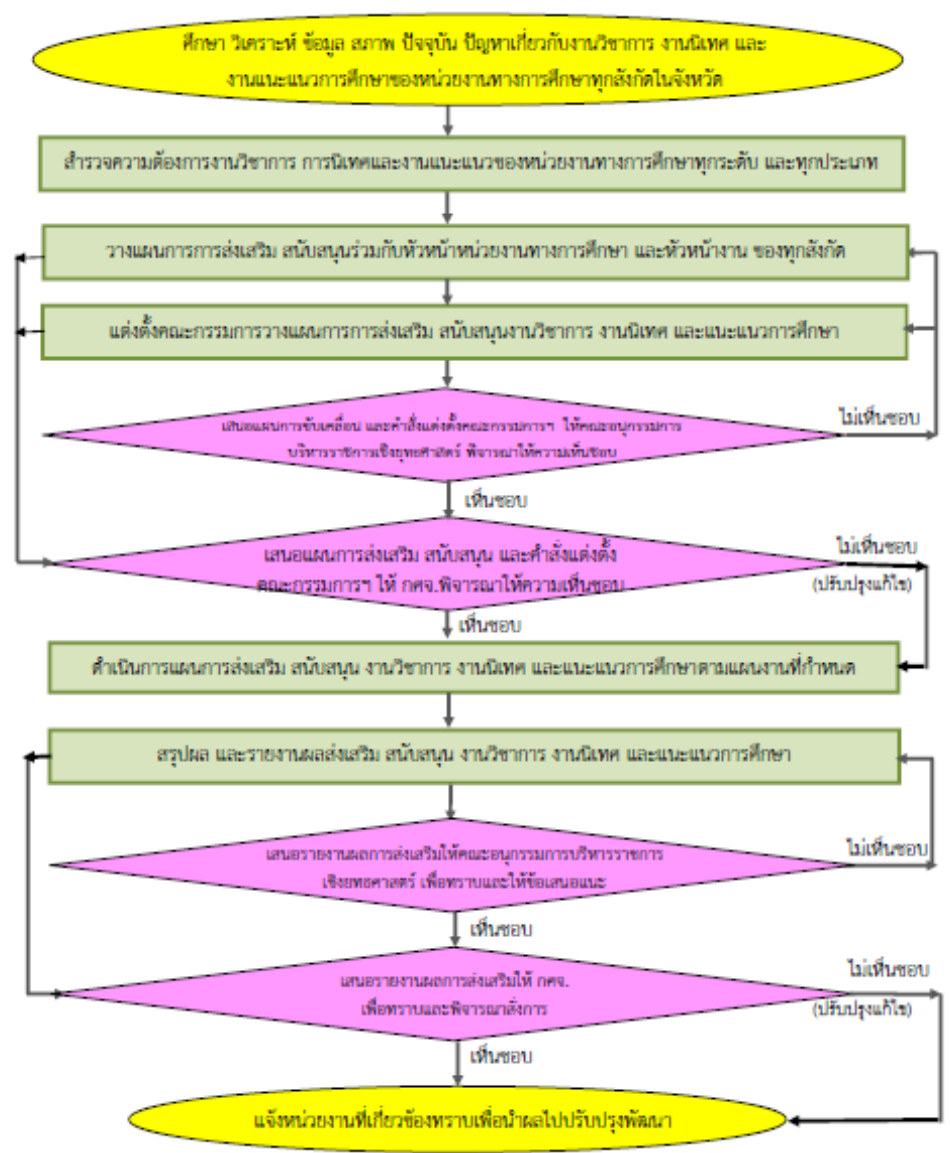 ศึกษา วิเคราะห์ ข้อมูล สภาพ ปัจจุบัน ปัญหาเกี่ยวกับงานวิชาการ งานนิเทศ และ
งานแนะแนวการศึกษาของหน่วยงานทางการศึกษาทุกสังกัดในจังหวัด
สำรวจความต้องการงานวิชาการ การนิเทศและงานแนะแนวของหน่วยงานทางการศึกษาทุกระดับ และทุกประเภท
วางแผนการการส่งเสริม สนับสนุนร่วมกับหัวหน้าหน่วยงานทางการศึกษา และหัวหน้างาน ของทุกสังกัด
แต่งตั้งคณะกรรมการวางแผนการการส่งเสริม สนับสนุนงานวิชาการ งานนิเทศ และแนะแนวการศึกษา
เสนอแผนการขับเคลื่อน และคำสั่งแต่งตั้งคณะกรรมการฯ ให้คณะอนุกรรมการ
บริหารราชการเชิงยุทธศาสตร์ พิจารณาให้ความเห็นชอบ
ไม่เห็นชอบ
เห็นชอบ
เสนอแผนการส่งเสริม สนับสนุน และคำสั่งแต่งตั้ง
คณะกรรมการฯ ให้ กศจ.พิจารณาให้ความเห็นชอบ
ไม่เห็นชอบ
(ปรับปรุงแก้ไข)
เห็นชอบ
ดำเนินการแผนการส่งเสริม สนับสนุน งานวิชาการ งานนิเทศ และแนะแนวการศึกษาตามแผนงานที่กำหนด
สรุปผล และรายงานผลส่งเสริม สนับสนุน งานวิชาการ งานนิเทศ และแนะแนวการศึกษา
เสนอรายงานผลการส่งเสริมให้คณะอนุกรรมการบริหารราชการ
เชิงยุทธศาสตร์ เพื่อทราบและให้ข้อเสนอแนะ
ไม่เห็นชอบ
เห็นชอบ
เสนอรายงานผลการส่งเสริมให้ กศจ.
เพื่อทราบและพิจารณาสั่งการ
ไม่เห็นชอบ
(ปรับปรุงแก้ไข)
เห็นชอบ
แจ้งหน่วยงานที่เกี่ยวข้องทราบเพื่อนำผลไปปรับปรุงพัฒนา